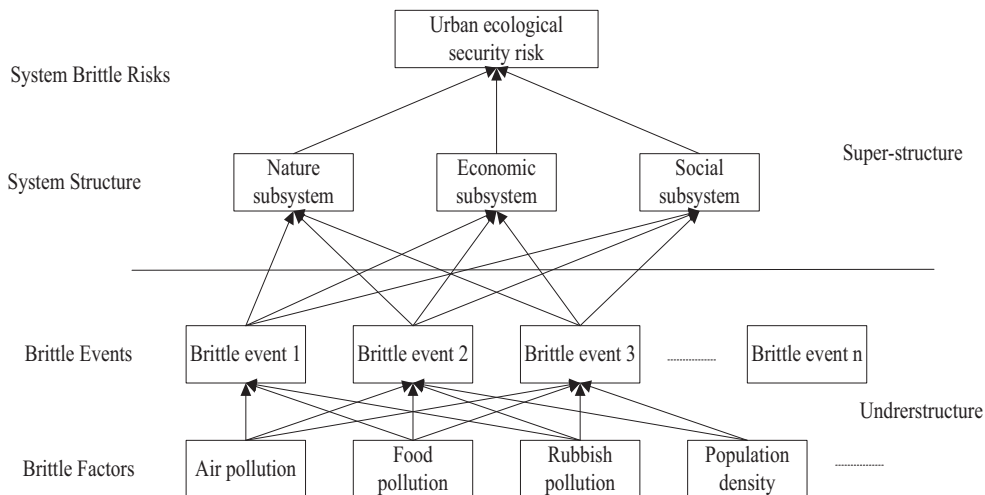 Urban ecological
security risk
System Brittle Risks
Super-structure
Nature
subsystem
Economic
subsystem
Social
subsystem
System Structure
Brittle Events
Brittle event 1
Brittle event 2
Brittle event 3
Brittle event n
Undrerstructure
Brittle Factors
Air pollution
Food
pollution
Rubbish
pollution
Population
density